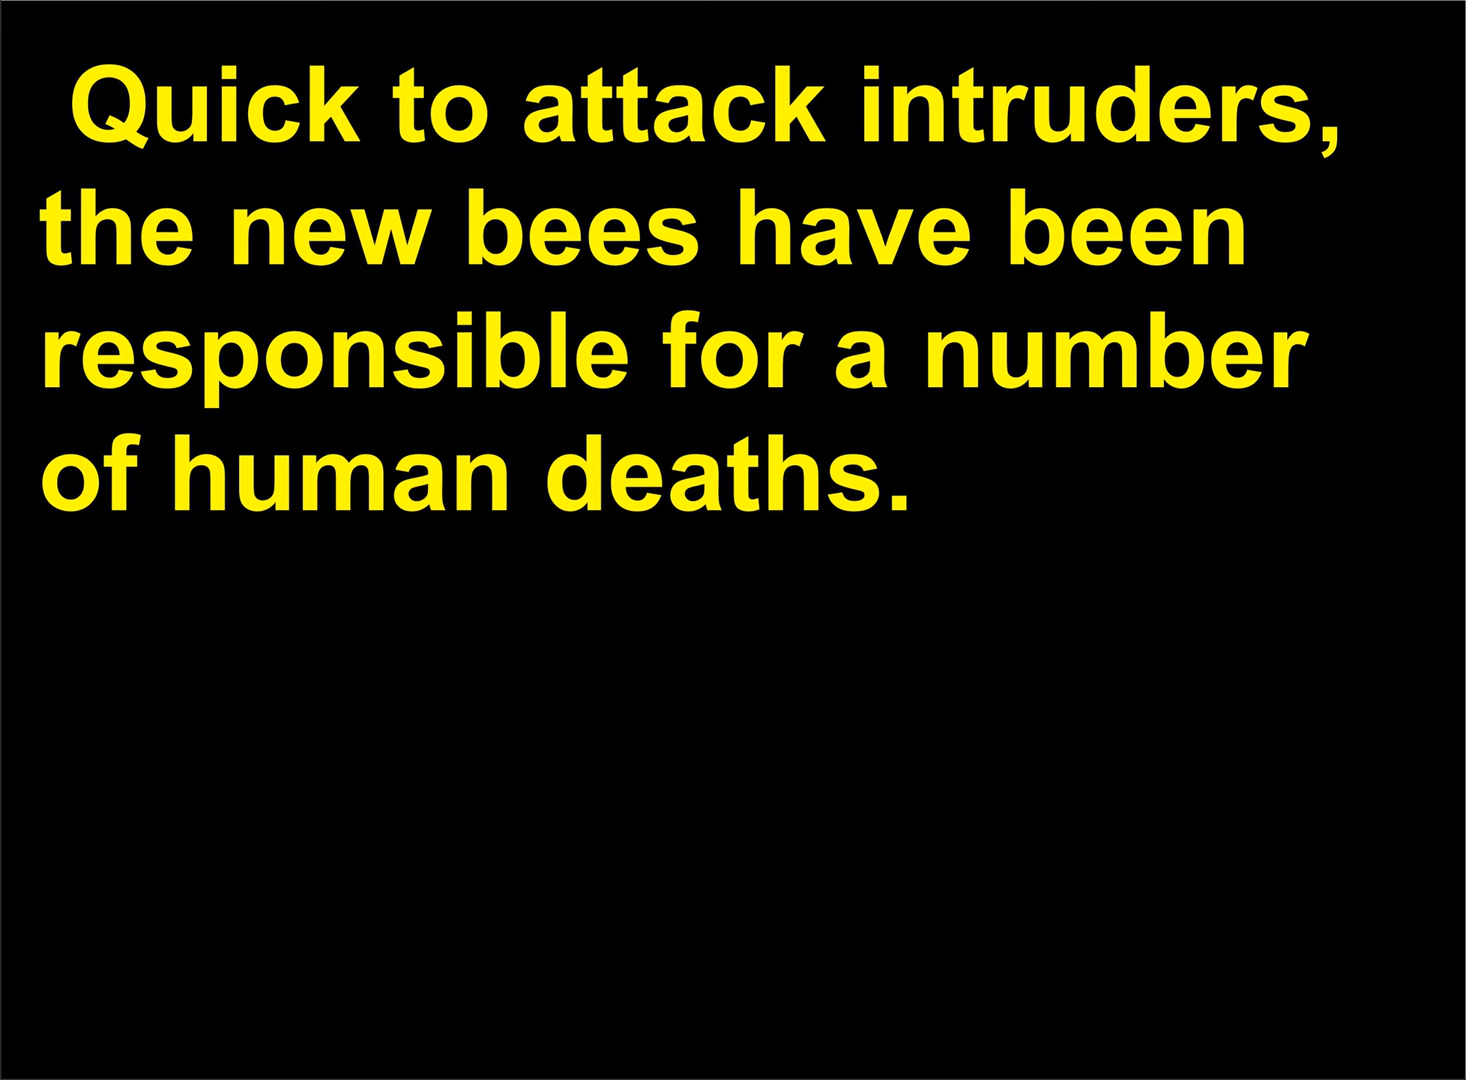 Quick to attack intruders,
the new bees have been
responsible for a number
of human deaths.